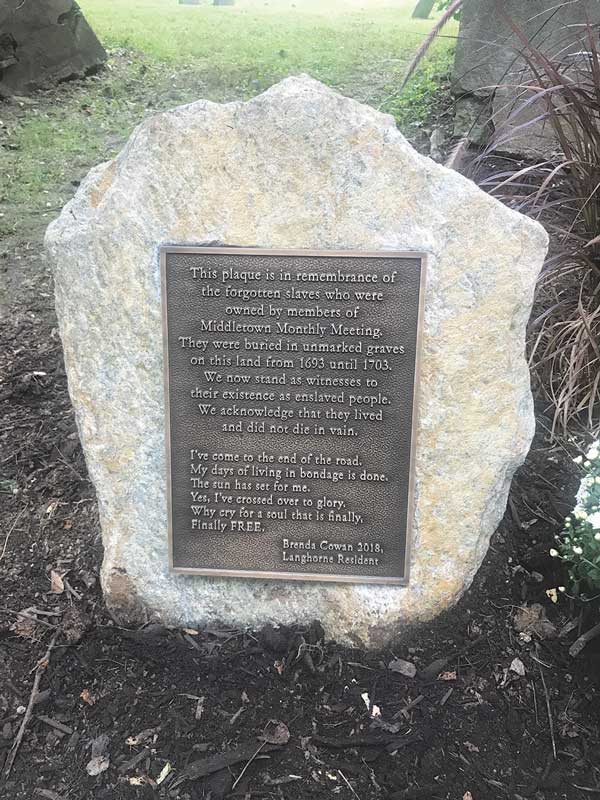 This plaque is in remembrance of
the forgotten slaves who were
owned by members of
Middletown Monthly Meeting.
They were buried in unmarked graves
on this land from 1693 until 1703.
We now stand as witnesses to
their existence as enslaved people.
We acknowledge that they lived
and did not die in vain.
I've come to the end of the road.
My days of living in bondage is done.
The sun has set for me.
Yes, I've crossed over to glory.
Why cry for a soul that is finally,
Finally FREE.
Brenda Cowan 2018,
Langhorne Resident